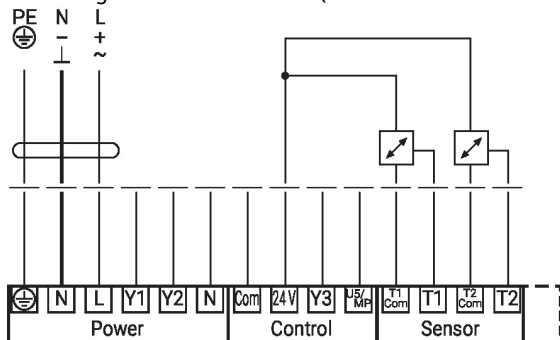 PE N L
- +
⊥ ~
N L Y1 Y2 N Com 24V Y3 U5/MP T1 Com T1 T2 Com T2
Power Control Sensor